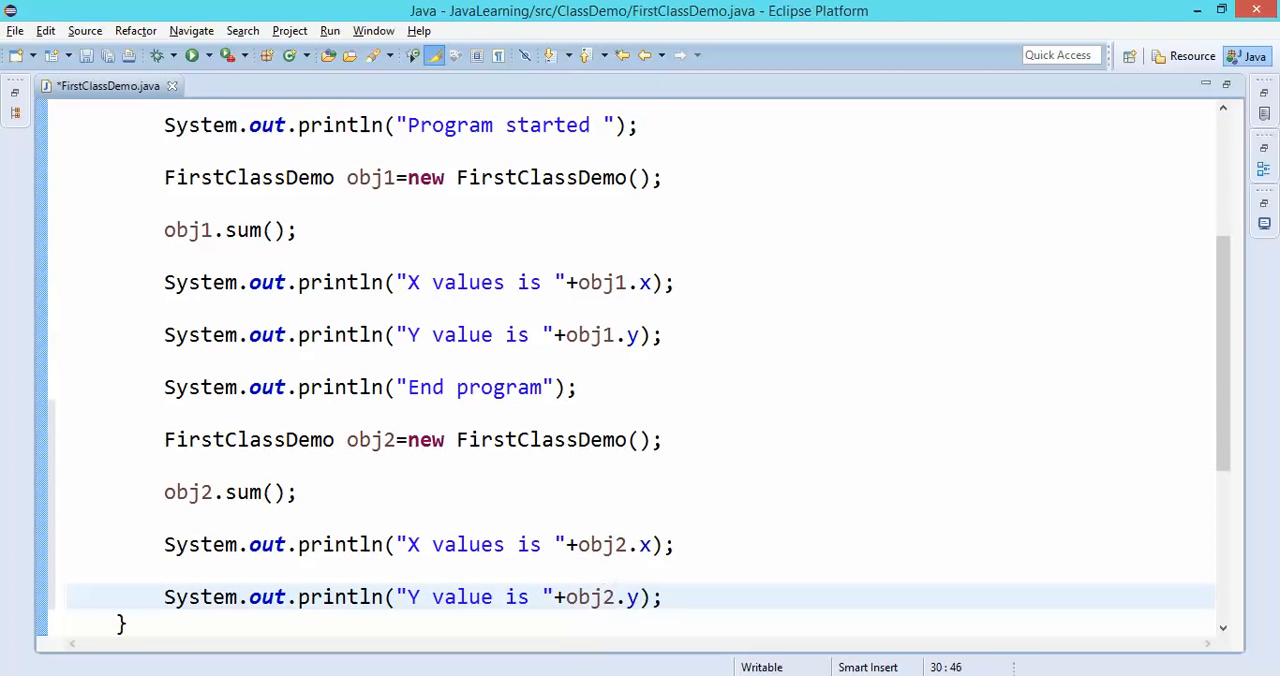 Java - JavaLearning/src/ClassDemo/FirstClassDemo.java - Eclipse Platform
File Edit Source Refactor Navigate Search Project Run Window Help
Quick Access Resource Java
*FirstClassDemo.java
System.out.println("Program started ");
FirstClassDemo obj1=new FirstClassDemo();
obj1.sum();
System.out.println("X values is "+obj1.x);
System.out.println("Y value is "+obj1.y);
System.out.println("End program");
FirstClassDemo obj2=new FirstClassDemo();
obj2.sum();
System.out.println("X values is "+obj2.x);
System.out.println("Y value is "+obj2.y);
}
Writable Smart Insert 30 : 46